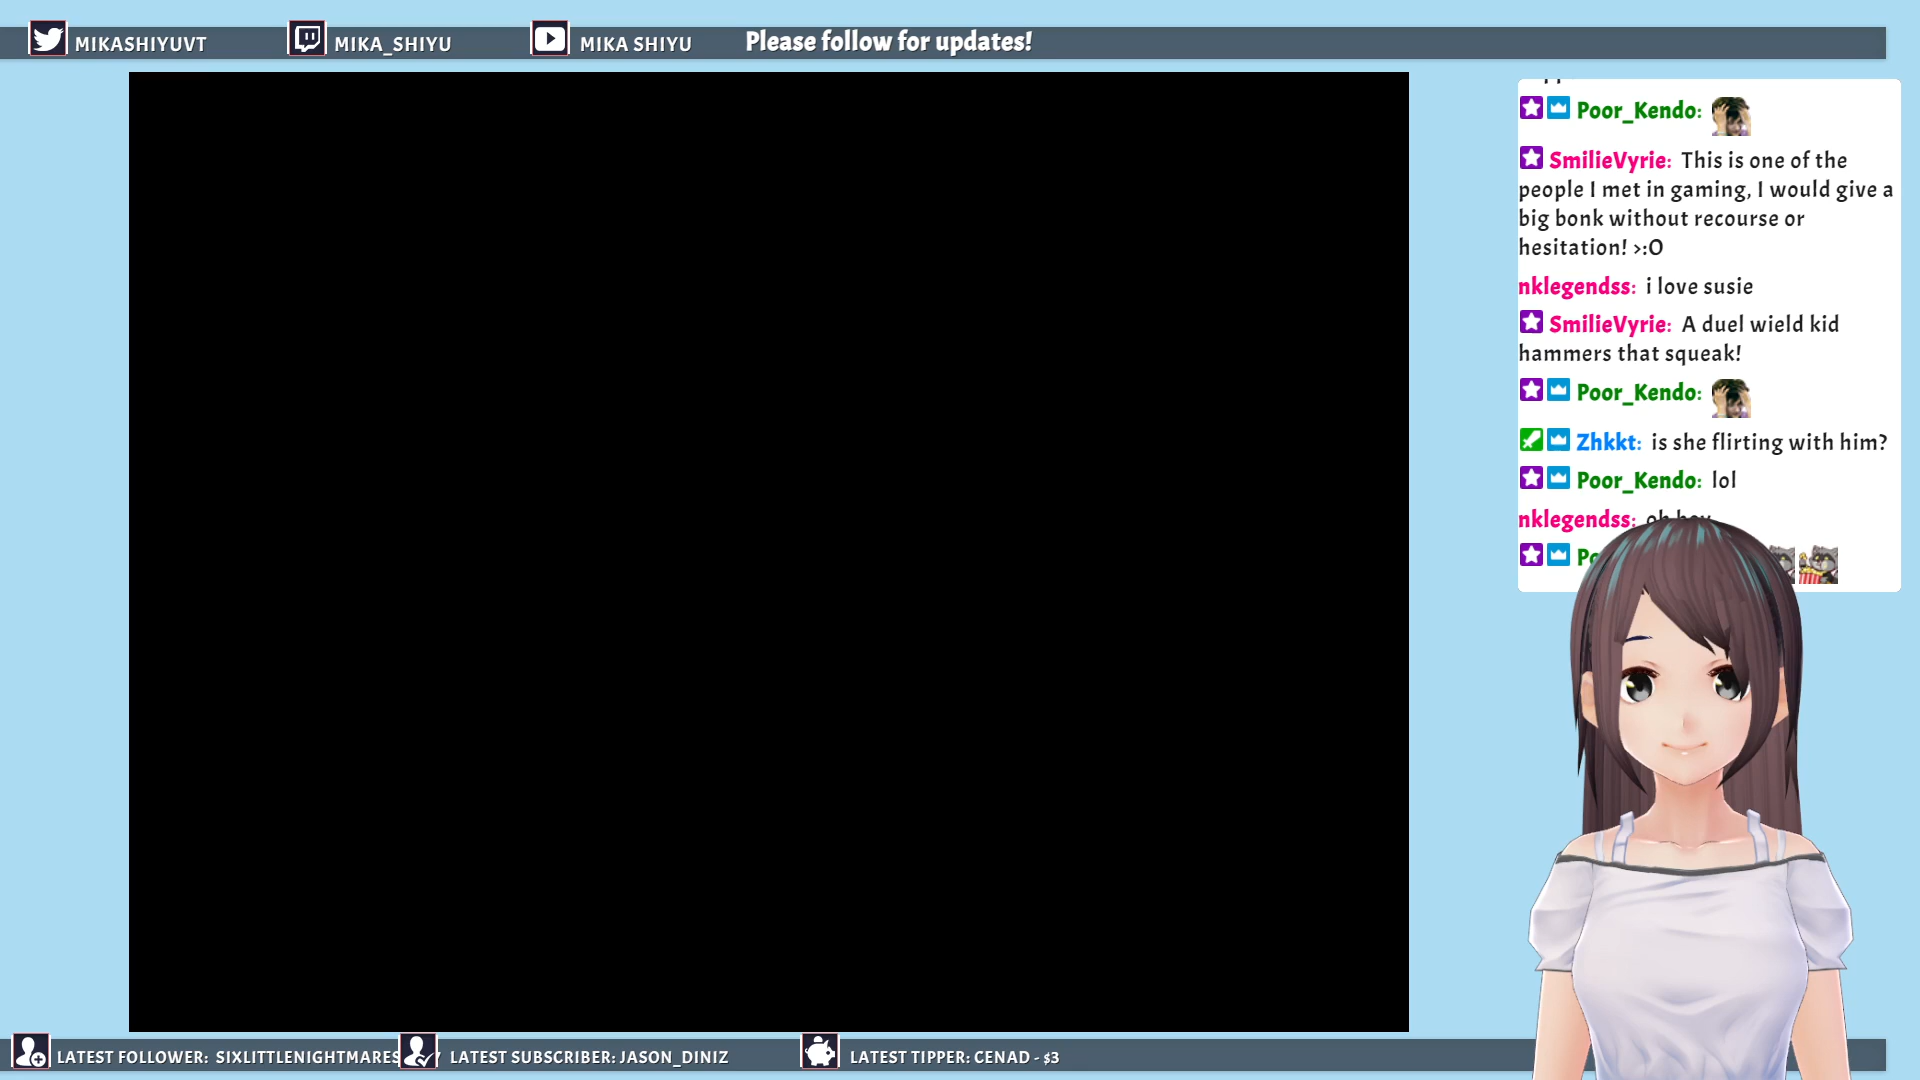 MIKASHIYUVT
MIKA_SHIYU
MIKA SHIYU
Please follow for updates!
Poor_Kendo:
SmilieVyrie: This is one of the
people I met in gaming, I would give a
big bonk without recourse or
hesitation! >:O
nklegendss: i love susie
SmilieVyrie: A duel wield kid
hammers that squeak!
Poor_Kendo:
Zhkkt: is she flirting with him?
Poor_Kendo: lol
nklegendss:
LATEST FOLLOWER: SIXLITTLENIGHTMARES
LATEST SUBSCRIBER: JASON_DINIZ
LATEST TIPPER: CENAD - $3